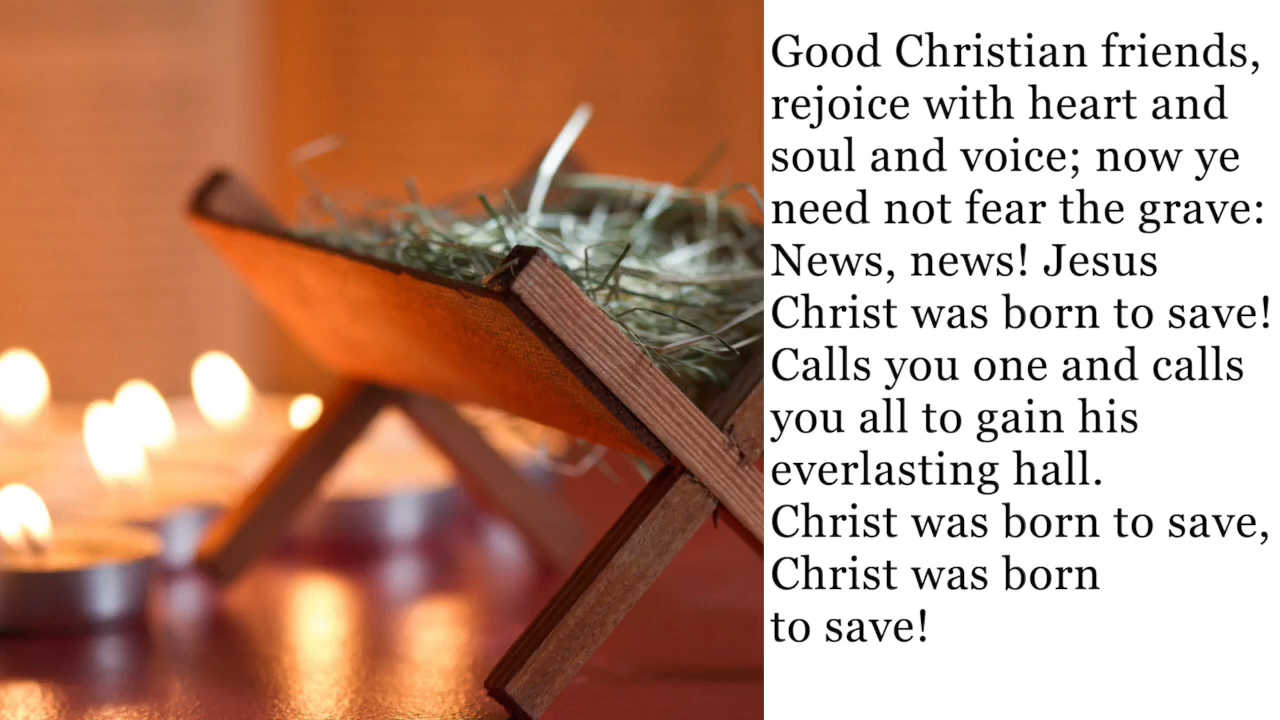 Good Christian friends,
rejoice with heart and
soul and voice; now ye
need not fear the grave:
News, news! Jesus
Christ was born to save!
Calls you one and calls
you all to gain his
everlasting hall.
Christ was born to save,
Christ was born
to save!